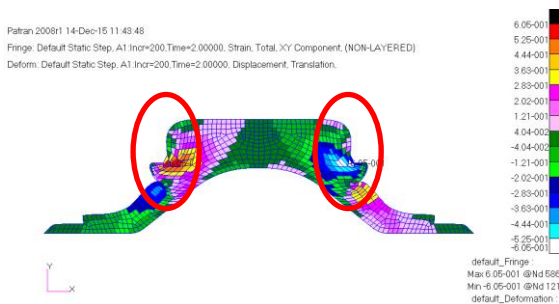 Patran 2008r1 14-Dec-15 11:43:48
Fringe: Default Static Step, A1:Incr=200,Time=2.00000, Strain, Total, XY Component, (NON-LAYERED)
Deform: Default Static Step, A1:Incr=200,Time=2.00000, Displacement, Translation,
6.05-001
5.25-001
4.44-001
3.63-001
2.83-001
2.02-001
1.21-001
4.04-002
-4.04-002
-1.21-001
-2.02-001
-2.83-001
-3.63-001
-4.44-001
-5.25-001
-6.05-001
Y
X
default_Fringe :
Max 6.05-001 @Nd 586
Min -6.05-001 @Nd 121
default_Deformation :